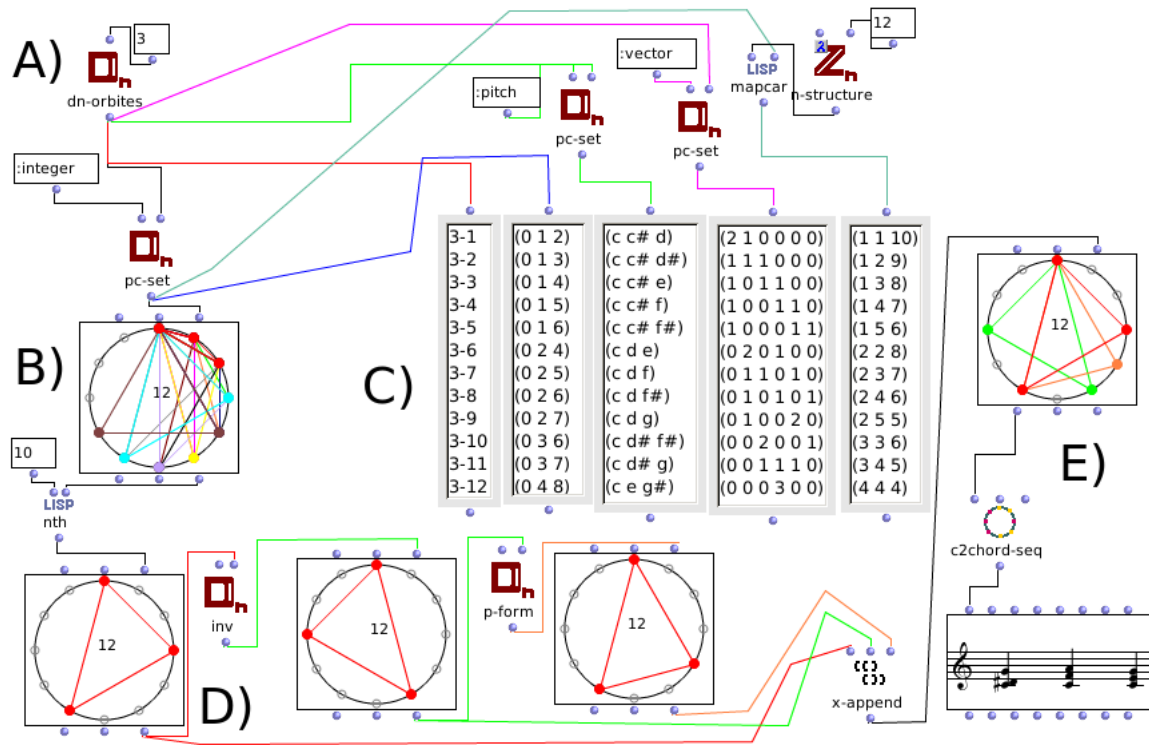 A)
3
dn-orbites
:integer
pc-set
:pitch
pc-set
:vector
pc-set
LISP
mapcar
2
n
n-structure
12
B)
12
10
LISP
nth
C)
3-1 (0 1 2) (c c# d) (2 1 0 0 0 0) (1 1 10)
3-2 (0 1 3) (c c# d#) (1 1 1 0 0 0) (1 2 9)
3-3 (0 1 4) (c c# e) (1 0 1 1 0 0) (1 3 8)
3-4 (0 1 5) (c c# f) (1 0 0 1 1 0) (1 4 7)
3-5 (0 1 6) (c c# f#) (1 0 0 0 1 1) (1 5 6)
3-6 (0 2 4) (c d e) (0 2 0 1 0 0) (2 2 8)
3-7 (0 2 5) (c d f) (0 1 1 0 1 0) (2 3 7)
3-8 (0 2 6) (c d f#) (0 1 0 1 0 1) (2 4 6)
3-9 (0 2 7) (c d g) (0 1 0 0 2 0) (2 5 5)
3-10 (0 3 6) (c d# f#) (0 0 2 0 0 1) (3 3 6)
3-11 (0 3 7) (c d# g) (0 0 1 1 1 0) (3 4 5)
3-12 (0 4 8) (c e g#) (0 0 0 3 0 0) (4 4 4)
12
E)
c2chord-seq
12
D)
inv
12
p-form
12
x-append